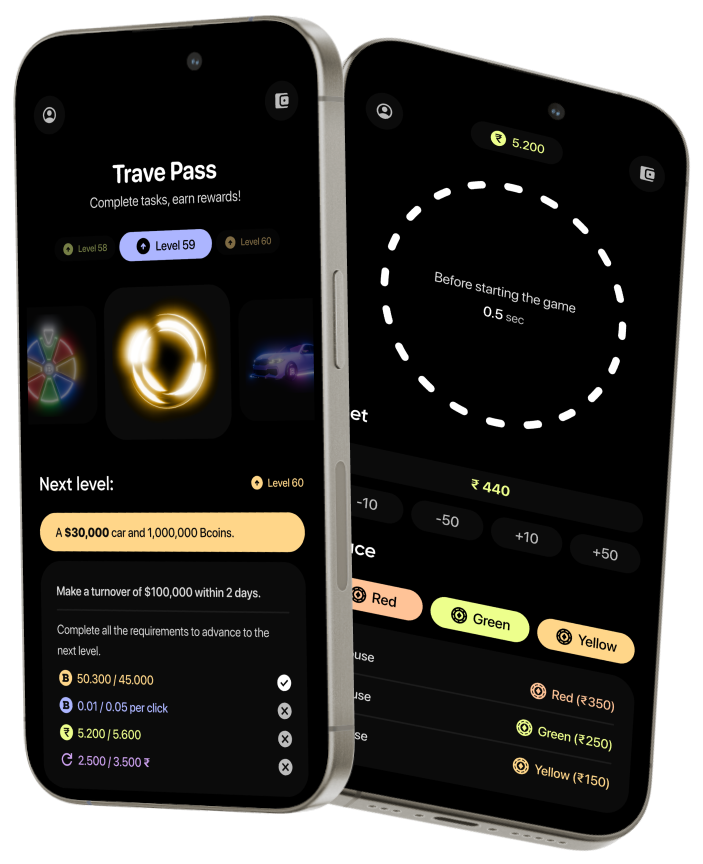 Trave Pass
Complete tasks, earn rewards!
Level 58
Level 59
Level 60
Next level:
Level 60
A $30,000 car and 1,000,000 Bcoins.
Make a turnover of $100,000 within 2 days.
Complete all the requirements to advance to the
next level.
B 50.300 / 45.000
B 0.01 / 0.05 per click
₹ 5.200 / 5.600
2.500 / 3.500 ₹
₹ 5.200
Before starting the game
0.5 sec
et
₹ 440
-10
-50
+10
+50
ce
Red
Green
Yellow
use
Red (₹350)
use
Green (₹250)
se
Yellow (₹150)